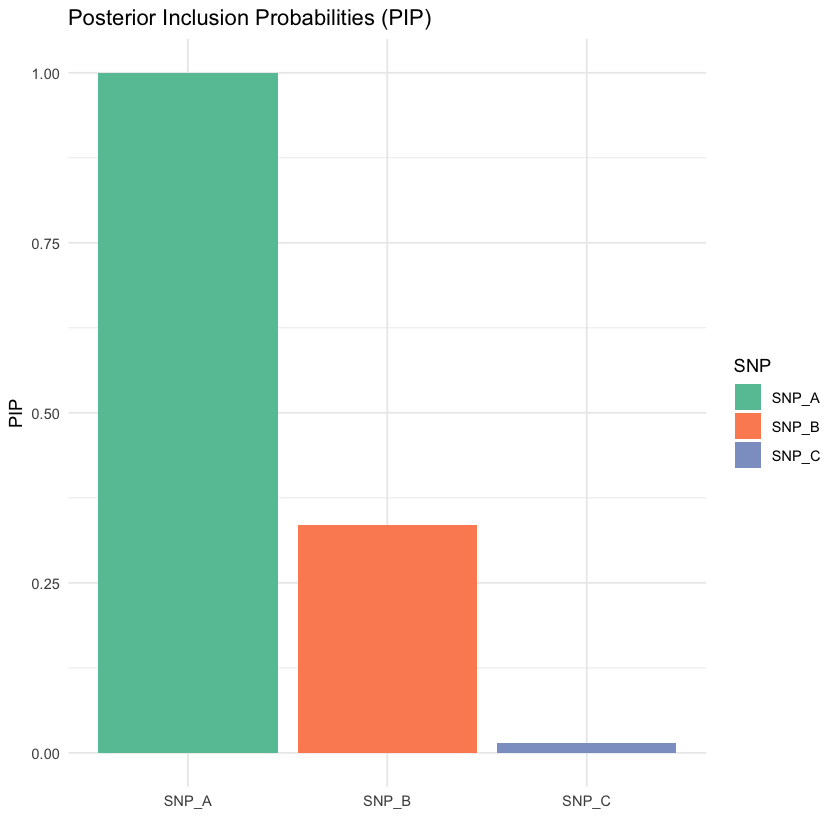 Posterior Inclusion Probabilities (PIP)
1.00
0.75
0.50
0.25
0.00
PIP
SNP_A
SNP_B
SNP_C
SNP
SNP_A
SNP_B
SNP_C